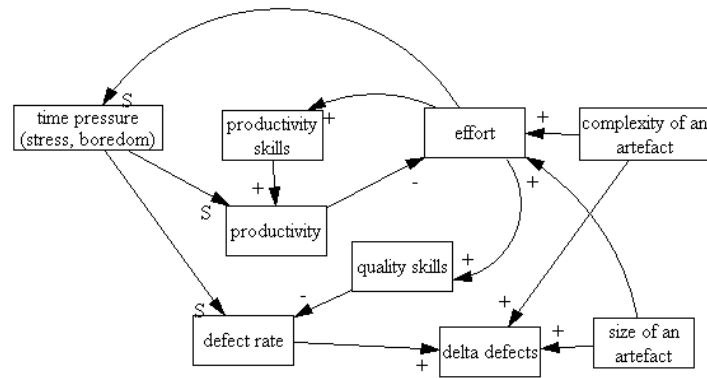 S
time pressure
(stress, boredom)
productivity
skills
+
effort
+
complexity of an
artefact
+
-
+
S
productivity
quality skills
+
-
S
defect rate
+
delta defects
+
+
size of an
artefact